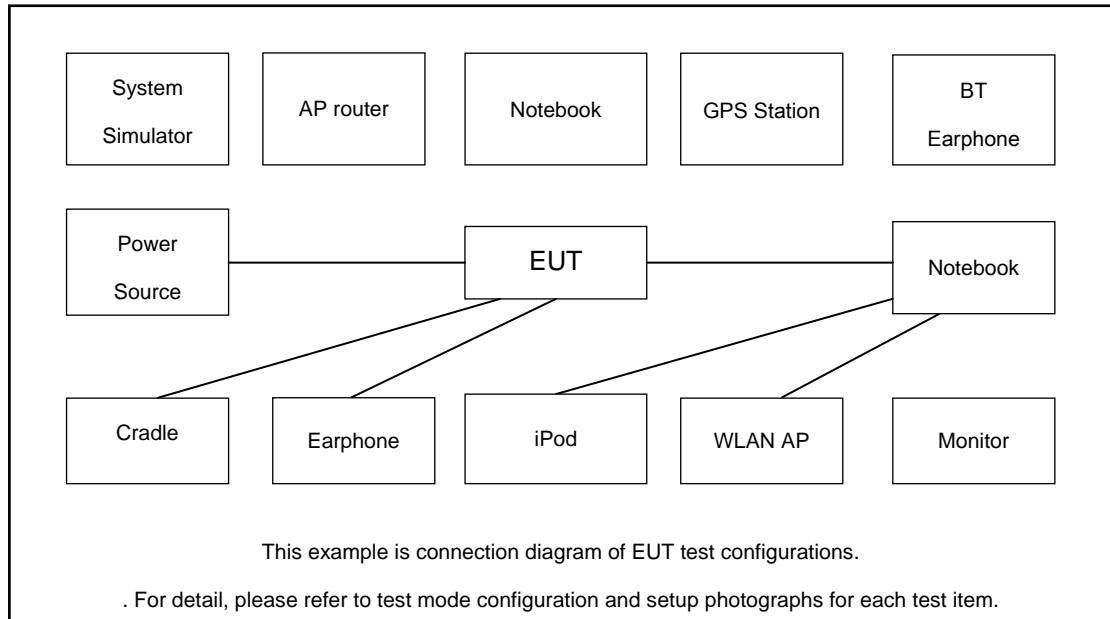 System
Simulator
AP router
Notebook
GPS Station
BT
Earphone
Power
Source
EUT
Notebook
Cradle
Earphone
iPod
WLAN AP
Monitor
This example is connection diagram of EUT test configurations.
. For detail, please refer to test mode configuration and setup photographs for each test item.